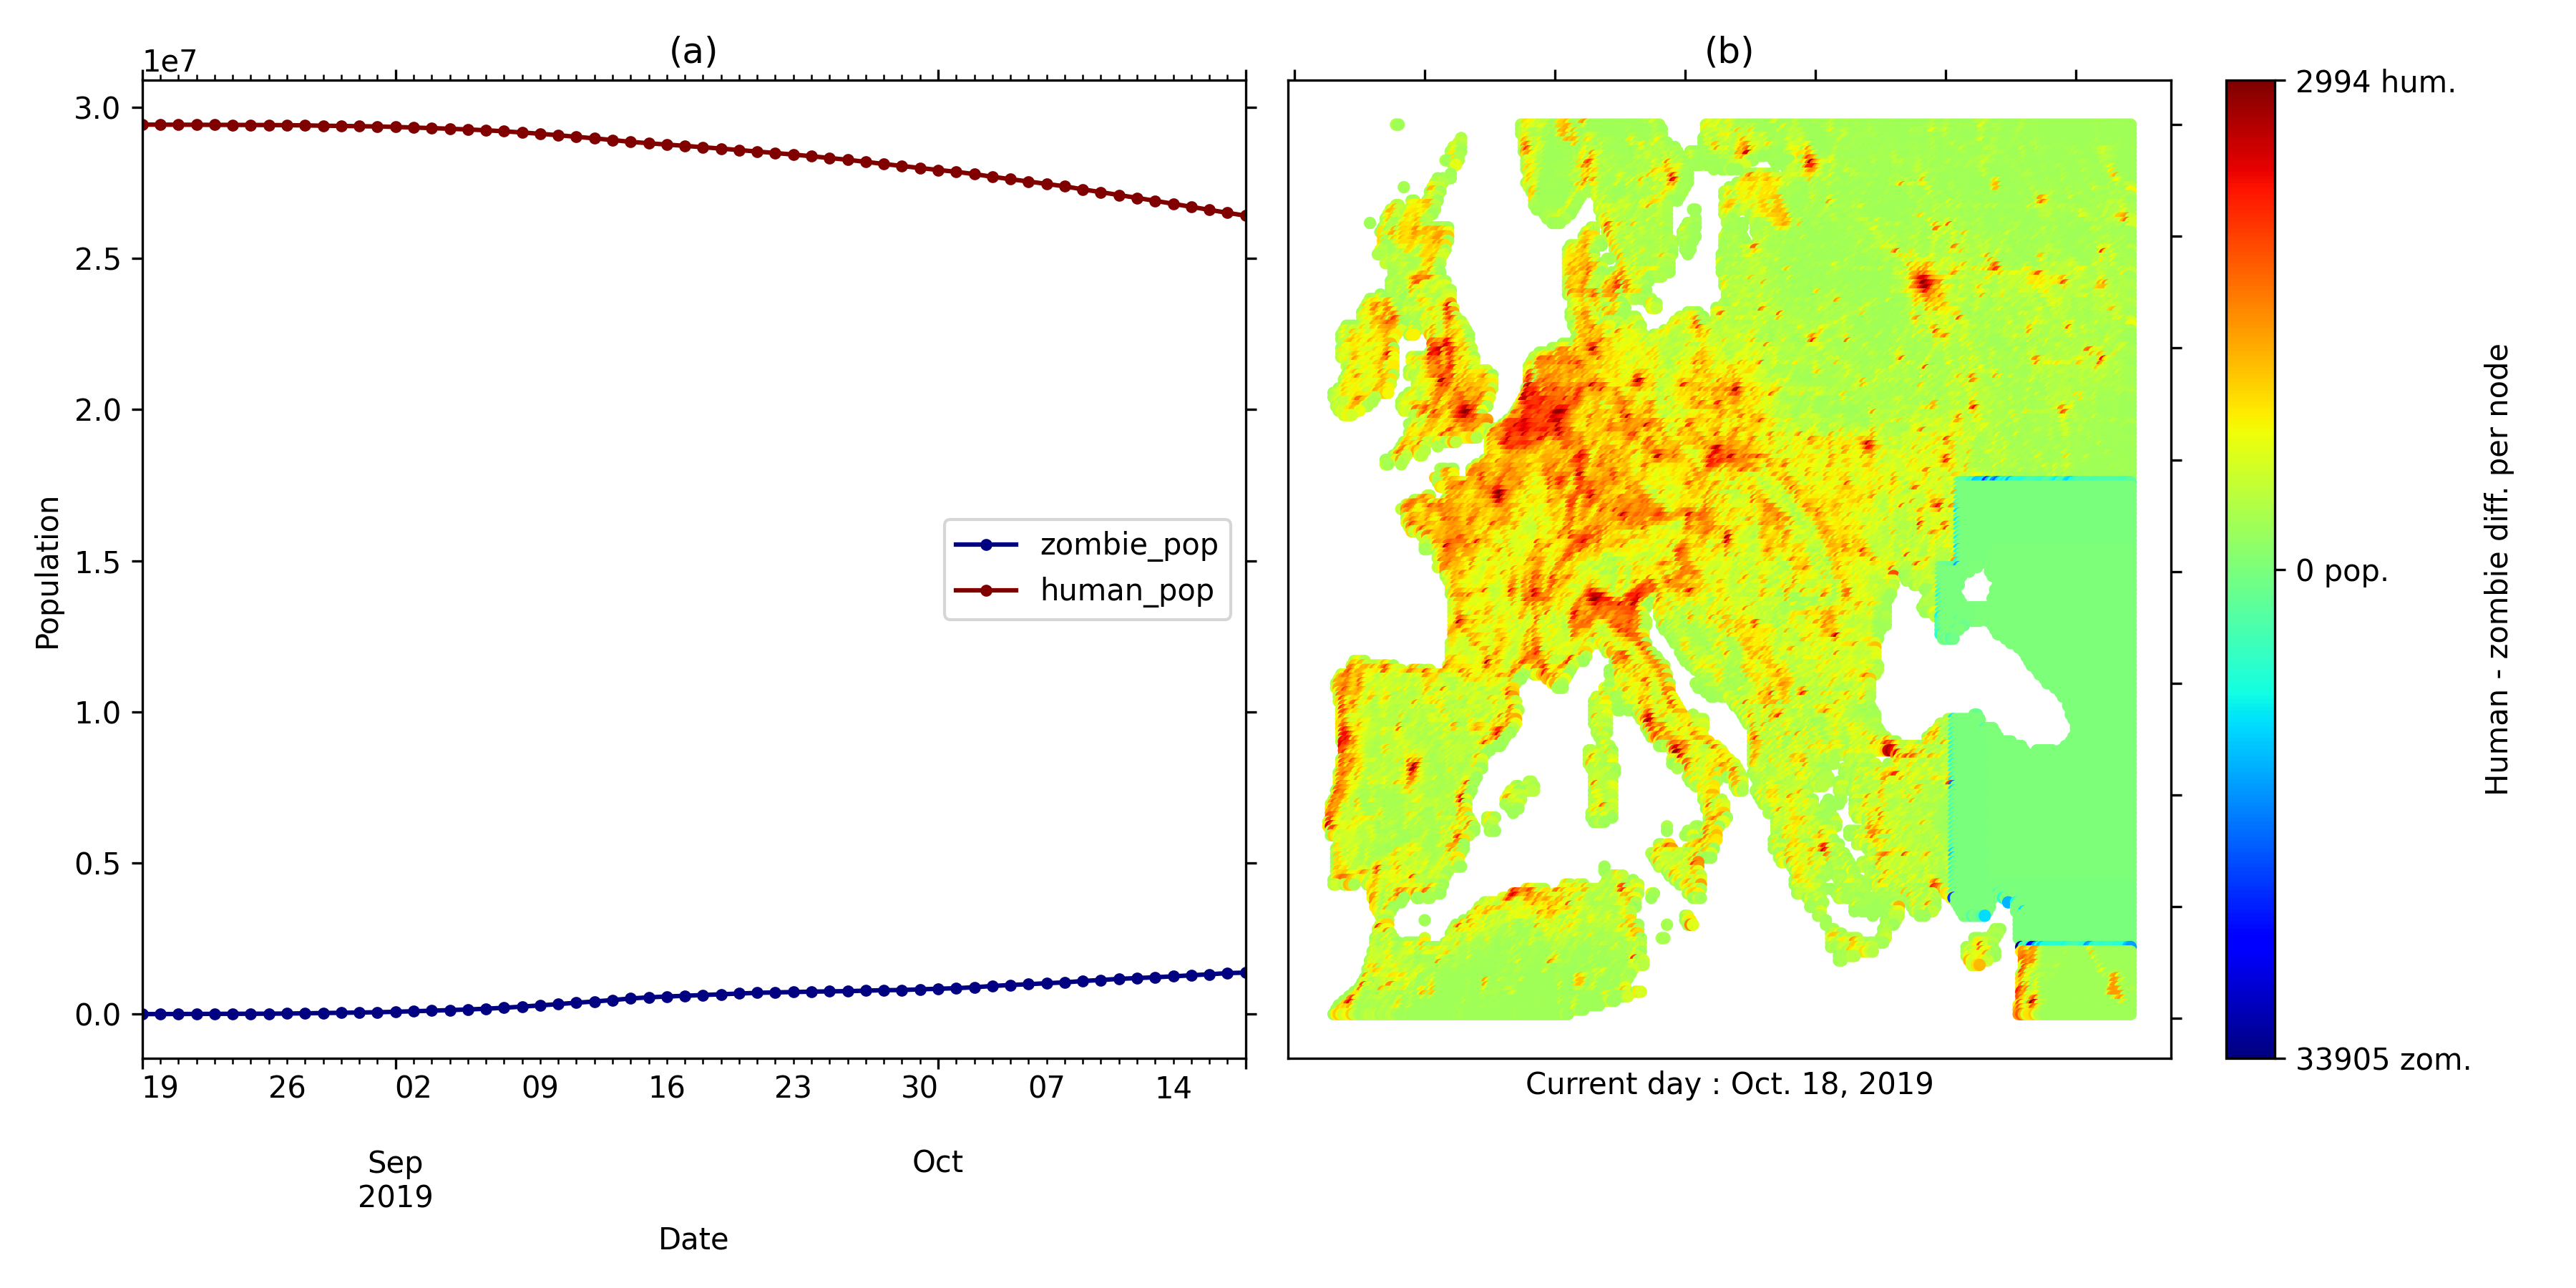 (a)
1e7
3.0
2.5
2.0
1.5
1.0
0.5
0.0
Population
zombie_pop
human_pop
19 26 02 09 16 23 30 07 14
Sep Oct
2019
Date
(b)
Current day : Oct. 18, 2019
2994 hum.
0 pop.
33905 zom.
Human - zombie diff. per node